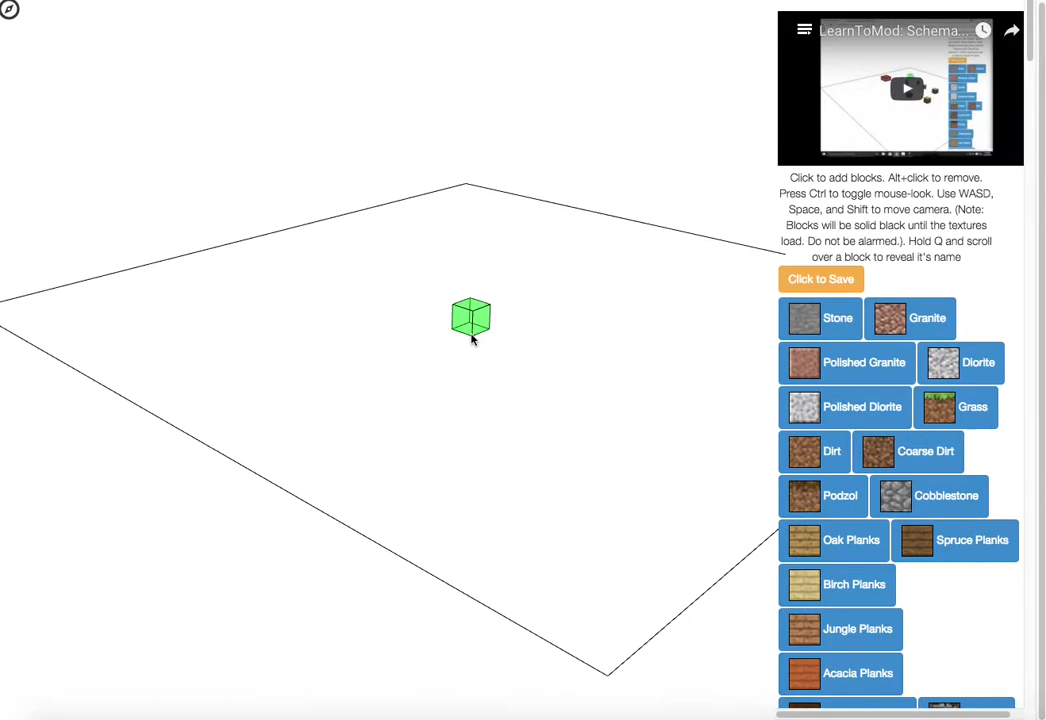 LearnToMod: Schema...
Click to add blocks. Alt+click to remove.
Press Ctrl to toggle mouse-look. Use WASD,
Space, and Shift to move camera. (Note:
Blocks will be solid black until the textures
load. Do not be alarmed.). Hold Q and scroll
over a block to reveal it's name
Click to Save
Stone Granite
Polished Granite Diorite
Polished Diorite Grass
Dirt Coarse Dirt
Podzol Cobblestone
Oak Planks Spruce Planks
Birch Planks
Jungle Planks
Acacia Planks